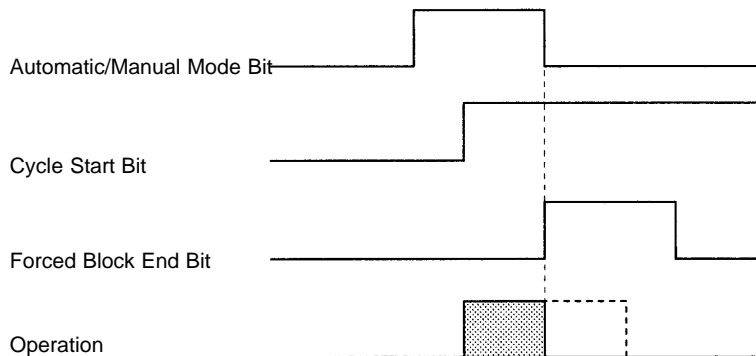 Automatic/Manual Mode Bit
Cycle Start Bit
Forced Block End Bit
Operation